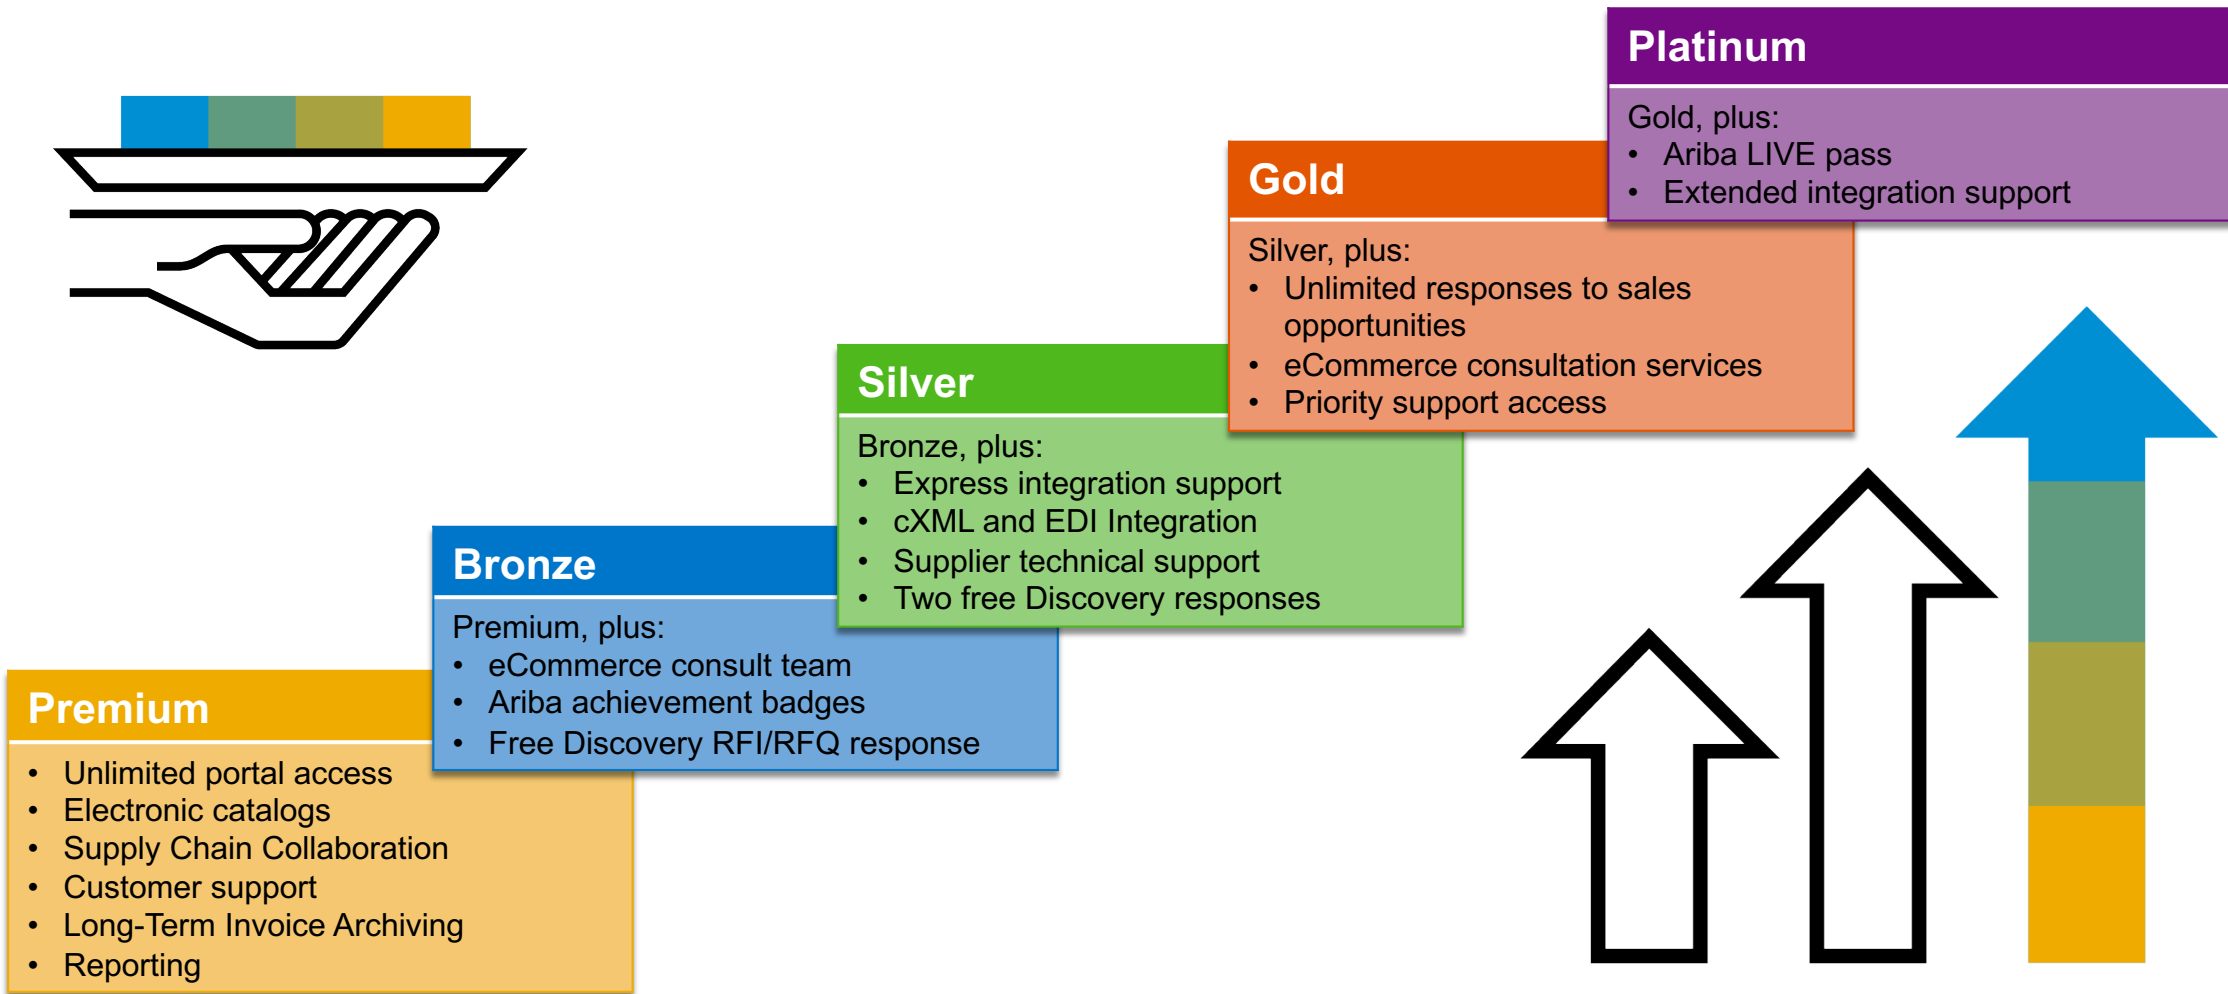 Platinum
Gold, plus:
• Ariba LIVE pass
• Extended integration support
Gold
Silver, plus:
• Unlimited responses to sales
opportunities
• eCommerce consultation services
• Priority support access
Silver
Bronze, plus:
• Express integration support
• cXML and EDI Integration
• Supplier technical support
• Two free Discovery responses
Bronze
Premium, plus:
• eCommerce consult team
• Ariba achievement badges
• Free Discovery RFI/RFQ response
Premium
• Unlimited portal access
• Electronic catalogs
• Supply Chain Collaboration
• Customer support
• Long-Term Invoice Archiving
• Reporting